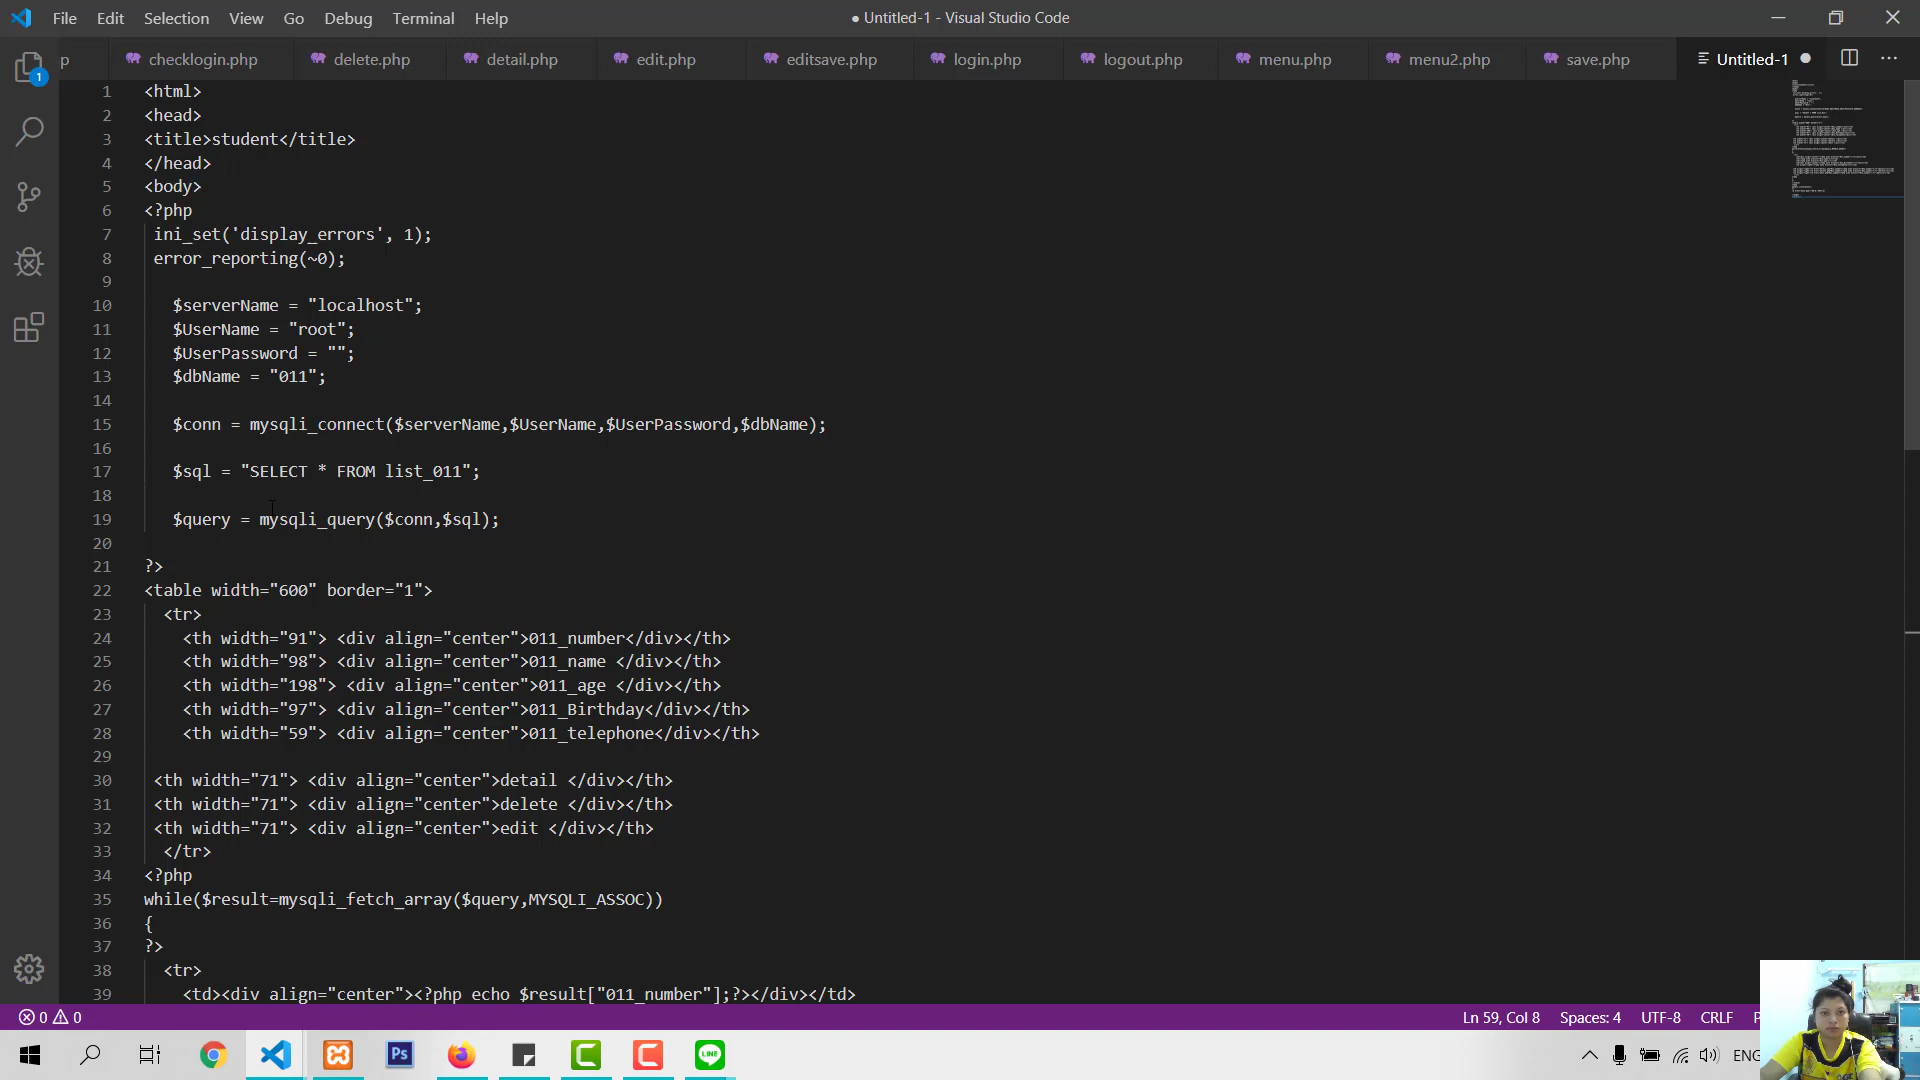 File Edit Selection View Go Debug Terminal Help
● Untitled-1 - Visual Studio Code
p checklogin.php delete.php detail.php edit.php editsave.php login.php logout.php menu.php menu2.php save.php Untitled-1
1 <html>
2 <head>
3 <title>student</title>
4 </head>
5 <body>
6 <?php
7 ini_set('display_errors', 1);
8 error_reporting(~0);
9
10 $serverName = "localhost";
11 $UserName = "root";
12 $UserPassword = "";
13 $dbName = "011";
14
15 $conn = mysqli_connect($serverName,$UserName,$UserPassword,$dbName);
16
17 $sql = "SELECT * FROM list_011";
18
19 $query = mysqli_query($conn,$sql);
20
21 ?>
22 <table width="600" border="1">
23 <tr>
24 <th width="91"> <div align="center">011_number</div></th>
25 <th width="98"> <div align="center">011_name </div></th>
26 <th width="198"> <div align="center">011_age </div></th>
27 <th width="97"> <div align="center">011_Birthday</div></th>
28 <th width="59"> <div align="center">011_telephone</div></th>
29
30 <th width="71"> <div align="center">detail </div></th>
31 <th width="71"> <div align="center">delete </div></th>
32 <th width="71"> <div align="center">edit </div></th>
33 </tr>
34 <?php
35 while($result=mysqli_fetch_array($query,MYSQLI_ASSOC))
36 {
37 ?>
38 <tr>
39 <td><div align="center"><?php echo $result["011_number"];?></div></td>
1
0 0
Ln 59, Col 8 Spaces: 4 UTF-8 CRLF P
Ps LINE ENG